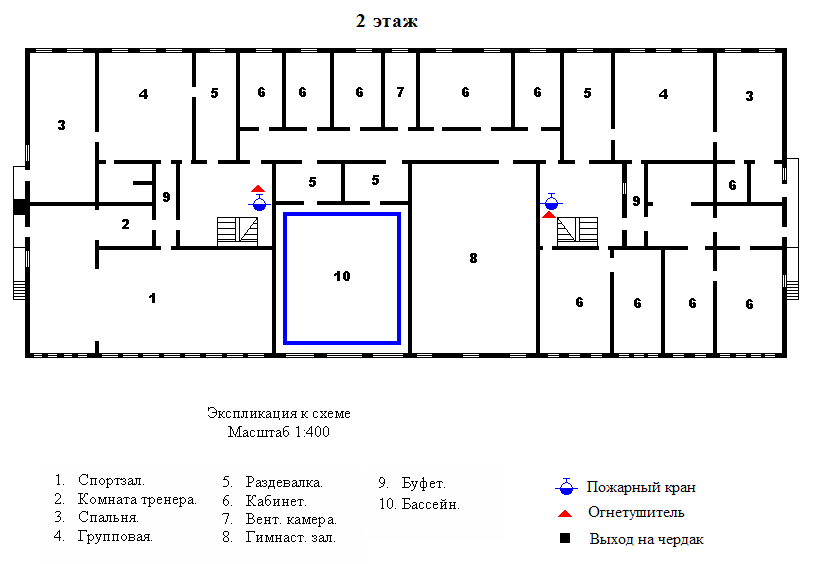 2 этаж
4 5 6 6 6 7 6 6 5 4 3
3
5 5 6
9 9
2
8
10
1 6 6 6 6
Экспликация к схеме
Масштаб 1:400
1. Спортзал.
2. Комната тренера.
3. Спальня.
4. Групповая.
5. Раздевалка.
6. Кабинет.
7. Вент. камера.
8. Гимнаст. зал.
9. Буфет.
10. Бассейн.
Пожарный кран
Огнетушитель
Выход на чердак